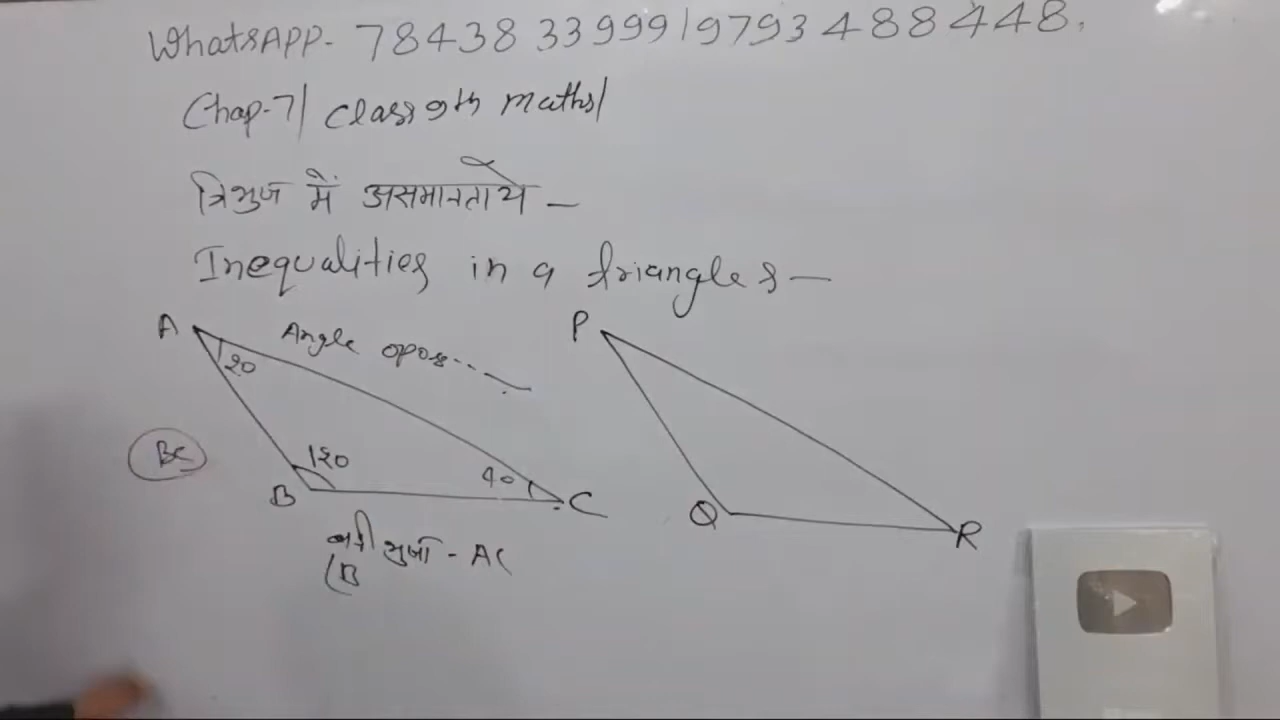 WhatsAPP- 7843833999/9793488448,
Chap-7/ Class 9th maths/
त्रिभुज में असमानताये -
Inequalities in a triangles -
A
Angle opos...
P
20
BC
120
40
B
C
Q
R
बड़ी भुजा - AC
(B